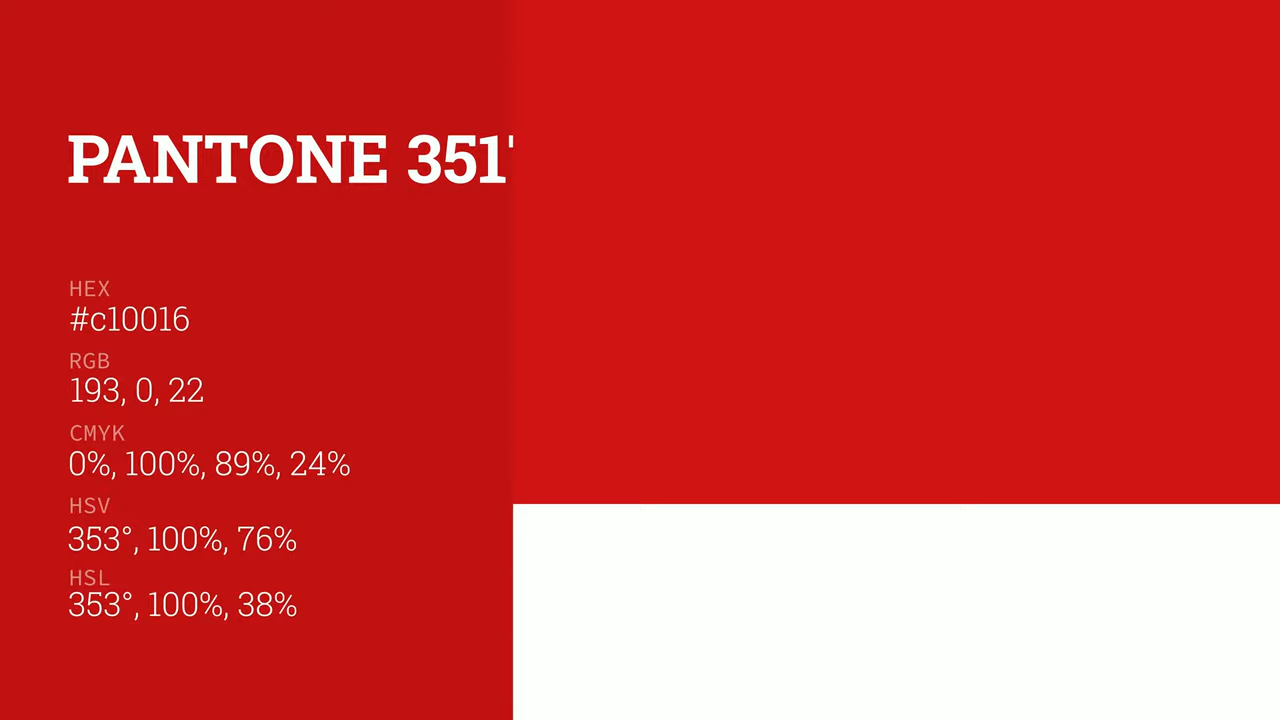 PANTONE 351
HEX
#c10016
RGB
193, 0, 22
CMYK
0%, 100%, 89%, 24%
HSV
353°, 100%, 76%
HSL
353°, 100%, 38%